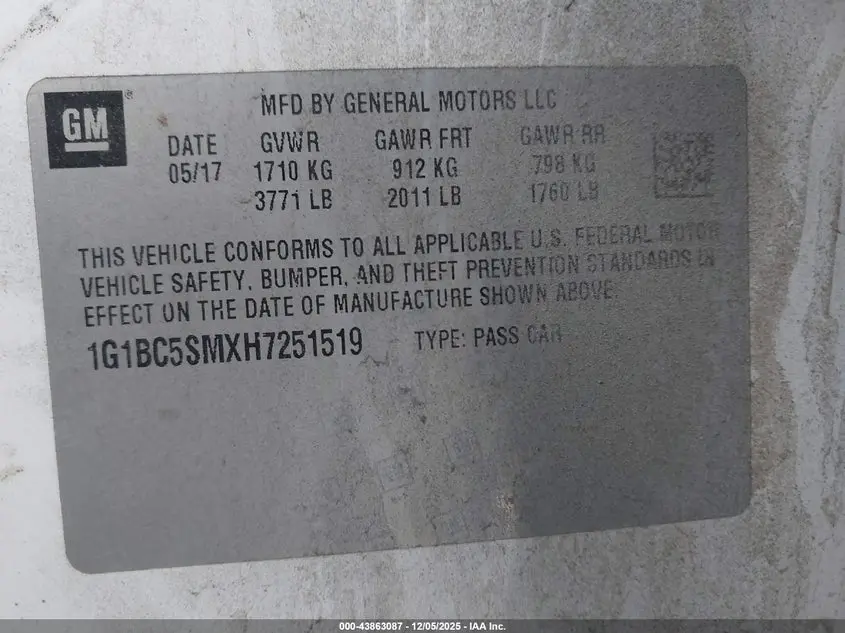 GM
MFD BY GENERAL MOTORS LLC
DATE GVWR GAWR FRT GAWR RR
05/17 1710 KG 912 KG 798 KG
3771 LB 2011 LB 1760 LB
THIS VEHICLE CONFORMS TO ALL APPLICABLE U.S. FEDERAL MOTOR
VEHICLE SAFETY, BUMPER, AND THEFT PREVENTION STANDARDS IN
EFFECT ON THE DATE OF MANUFACTURE SHOWN ABOVE.
1G1BC5SMXH7251519 TYPE: PASS CAR
000-43863087 - 12/05/2025 - IAA Inc.